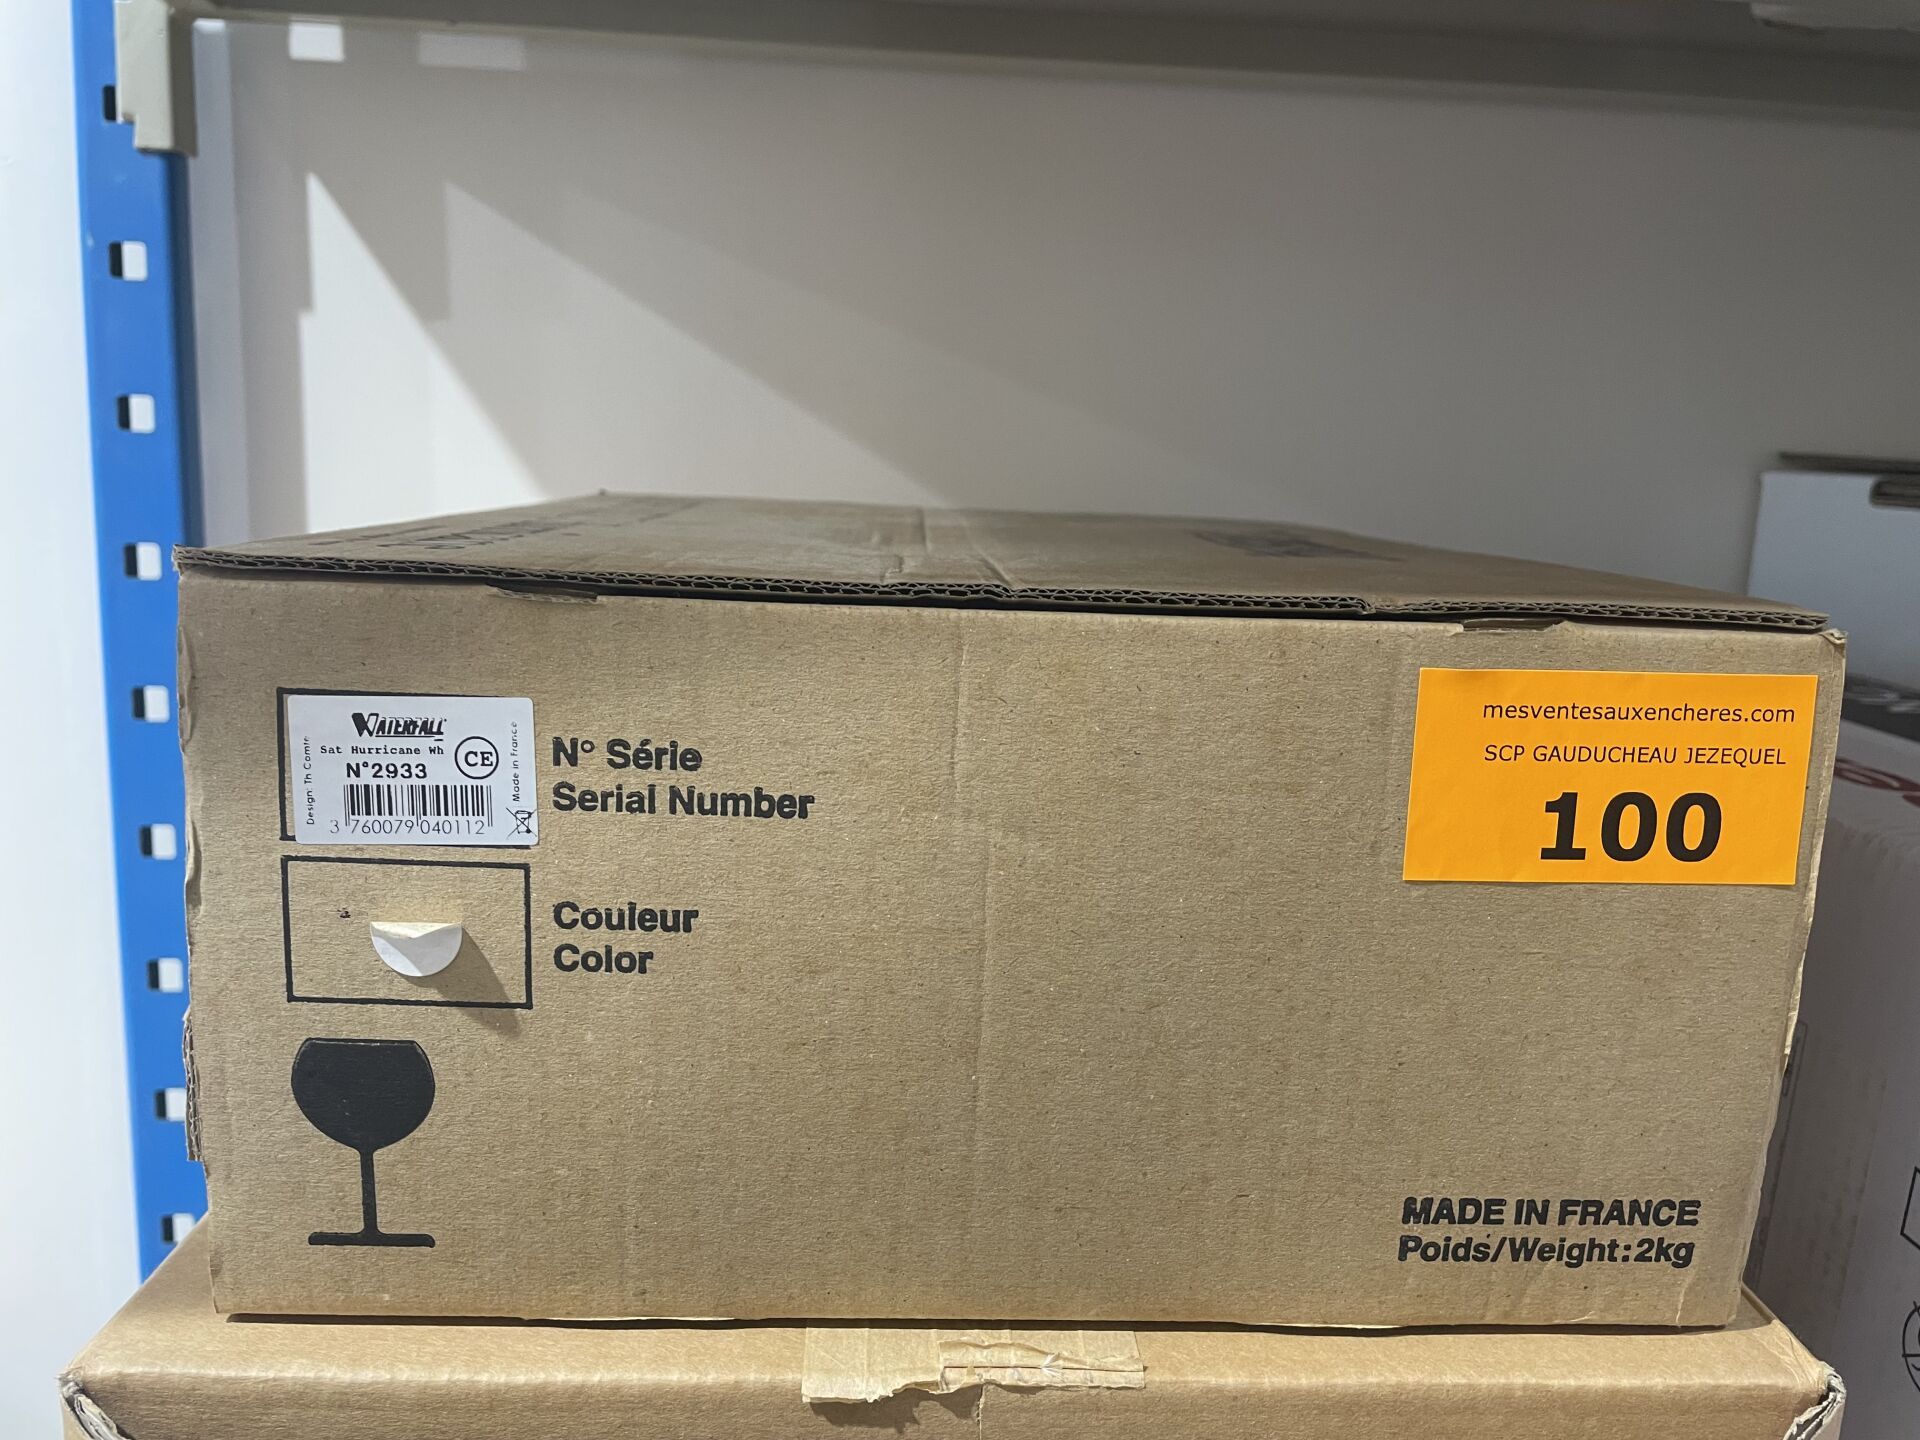 WATERFALL
Sat Hurricane Wh
N°2933
CE
Design: Th Comte
Made in France
3 760079 040112
N° Série
Serial Number
Couleur
Color
mesventesauxencheres.com
SCP GAUDUCHEAU JEZEQUEL
100
MADE IN FRANCE
Poids/Weight:2kg